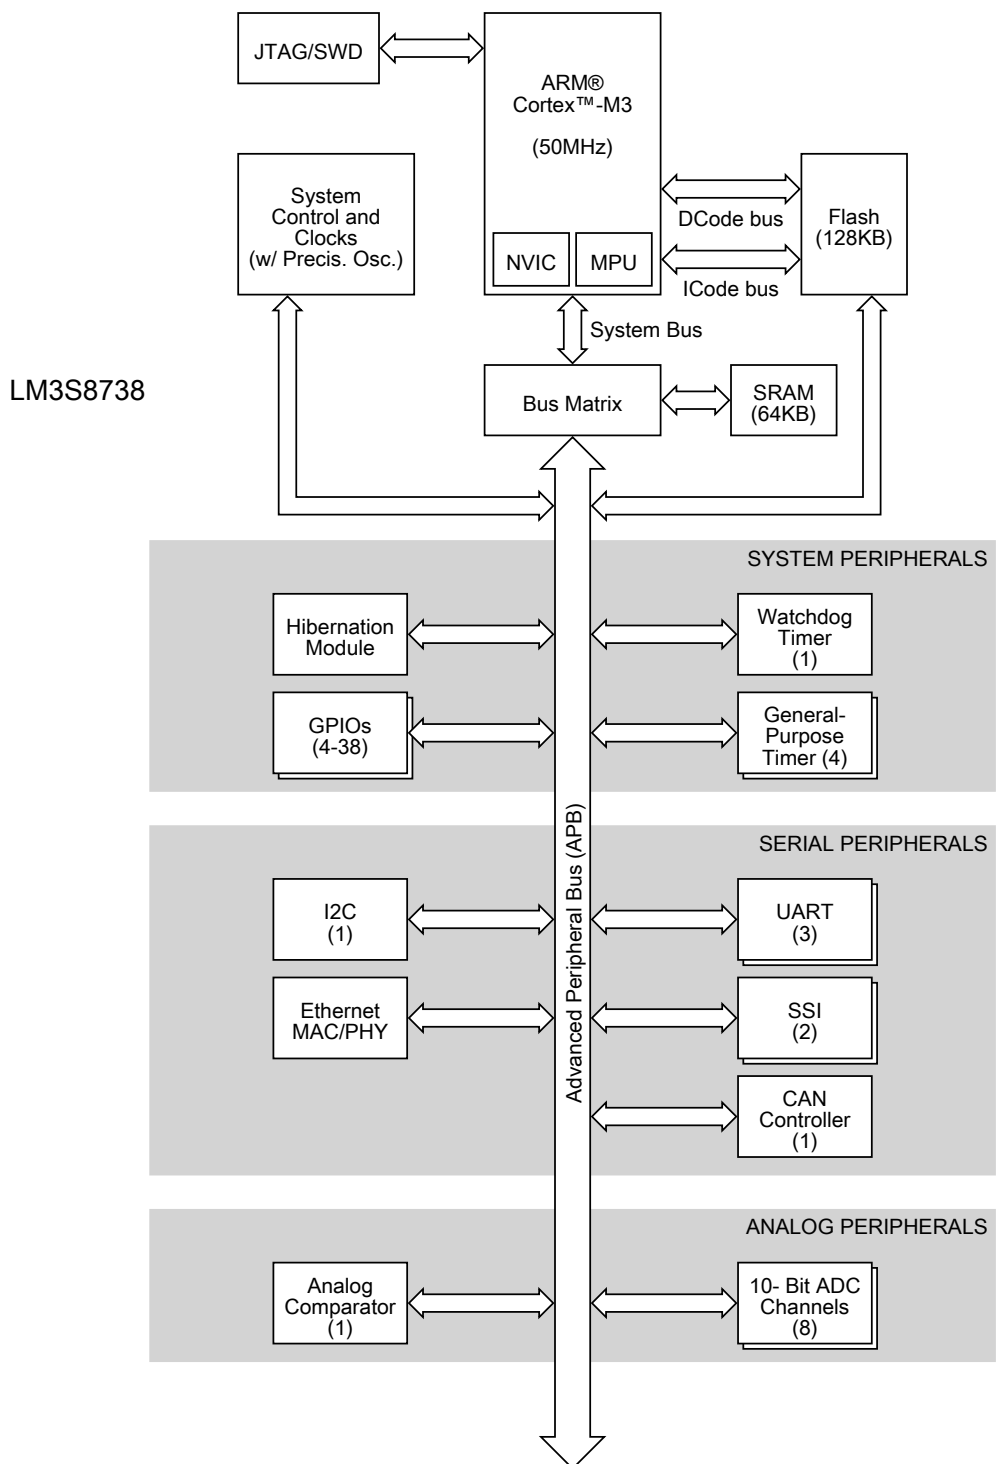 JTAG/SWD
ARM®
Cortex™-M3
(50MHz)
NVIC
MPU
System
Control and
Clocks
(w/ Precis. Osc.)
DCode bus
ICode bus
Flash
(128KB)
System Bus
LM3S8738
Bus Matrix
SRAM
(64KB)
SYSTEM PERIPHERALS
Hibernation
Module
Watchdog
Timer
(1)
GPIOs
(4-38)
General-
Purpose
Timer (4)
Advanced Peripheral Bus (APB)
SERIAL PERIPHERALS
I2C
(1)
UART
(3)
Ethernet
MAC/PHY
SSI
(2)
CAN
Controller
(1)
ANALOG PERIPHERALS
Analog
Comparator
(1)
10- Bit ADC
Channels
(8)